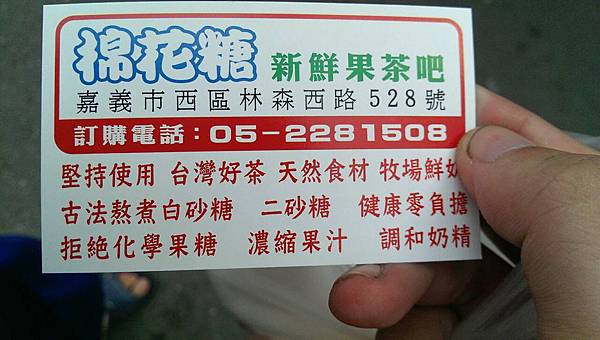 棉花糖 新鮮果茶吧
嘉義市西區林森西路528號
訂購電話：05-2281508
堅持使用 台灣好茶 天然食材 牧場鮮奶
古法熬煮白砂糖 二砂糖 健康零負擔
拒絕化學果糖 濃縮果汁 調和奶精